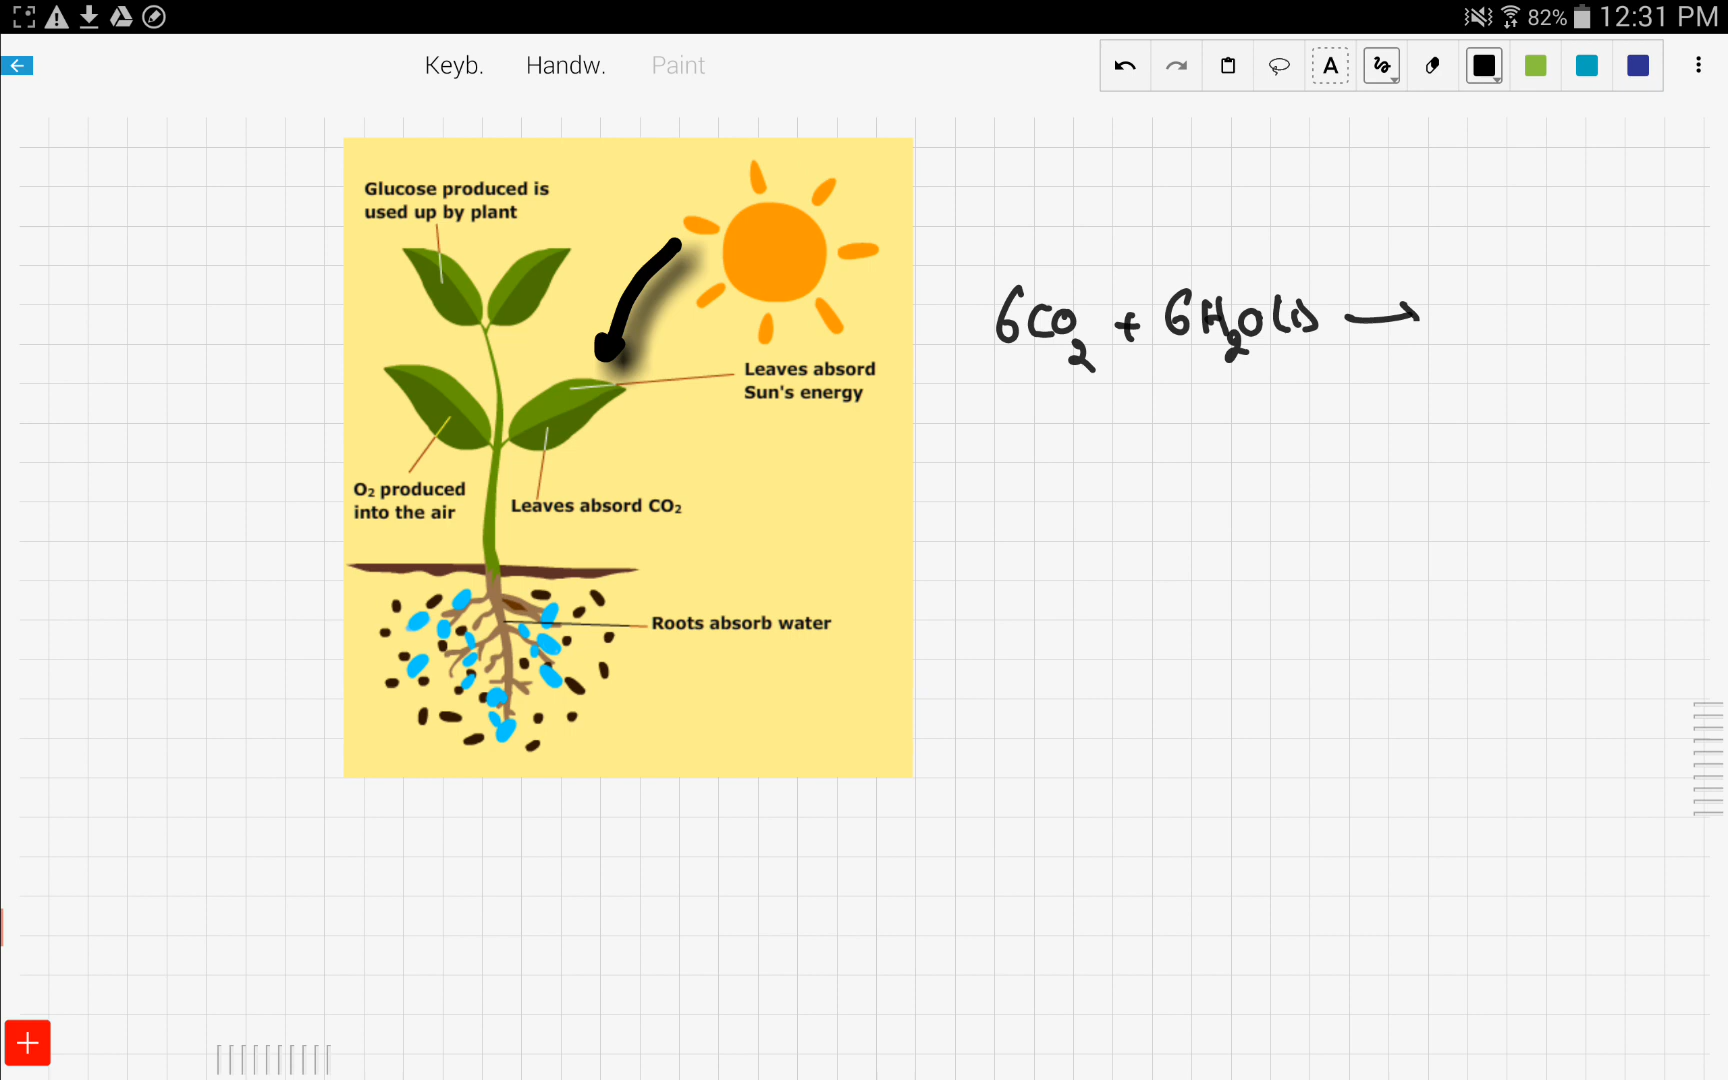 82% 12:31 PM
Keyb. Handw. Paint
A
Glucose produced is
used up by plant
6CO2 + 6H2O(l) →
Leaves absord
Sun's energy
O2 produced
into the air
Leaves absord CO2
Roots absorb water